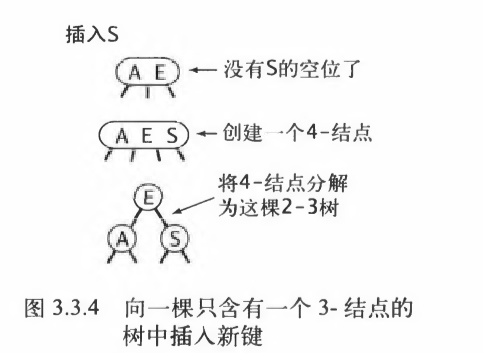 插入S
A E
没有S的空位了
A E S
创建一个4-结点
将4-结点分解
为这棵2-3树
E
A S
图 3.3.4 向一棵只含有一个 3- 结点的
树中插入新键